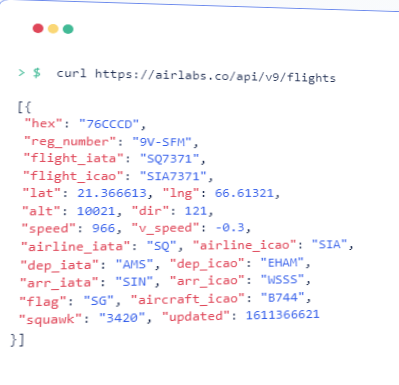 > $ curl https://airlabs.co/api/v9/flights
[{
"hex": "76CCCD",
"reg_number": "9V-SFM",
"flight_iata": "SQ7371",
"flight_icao": "SIA7371",
"lat": 21.366613, "lng": 66.61321,
"alt": 10021, "dir": 121,
"speed": 966, "v_speed": -0.3,
"airline_iata": "SQ", "airline_icao": "SIA",
"dep_iata": "AMS", "dep_icao": "EHAM",
"arr_iata": "SIN", "arr_icao": "WSSS",
"flag": "SG", "aircraft_icao": "B744",
"squawk": "3420", "updated": 1611366621
}]